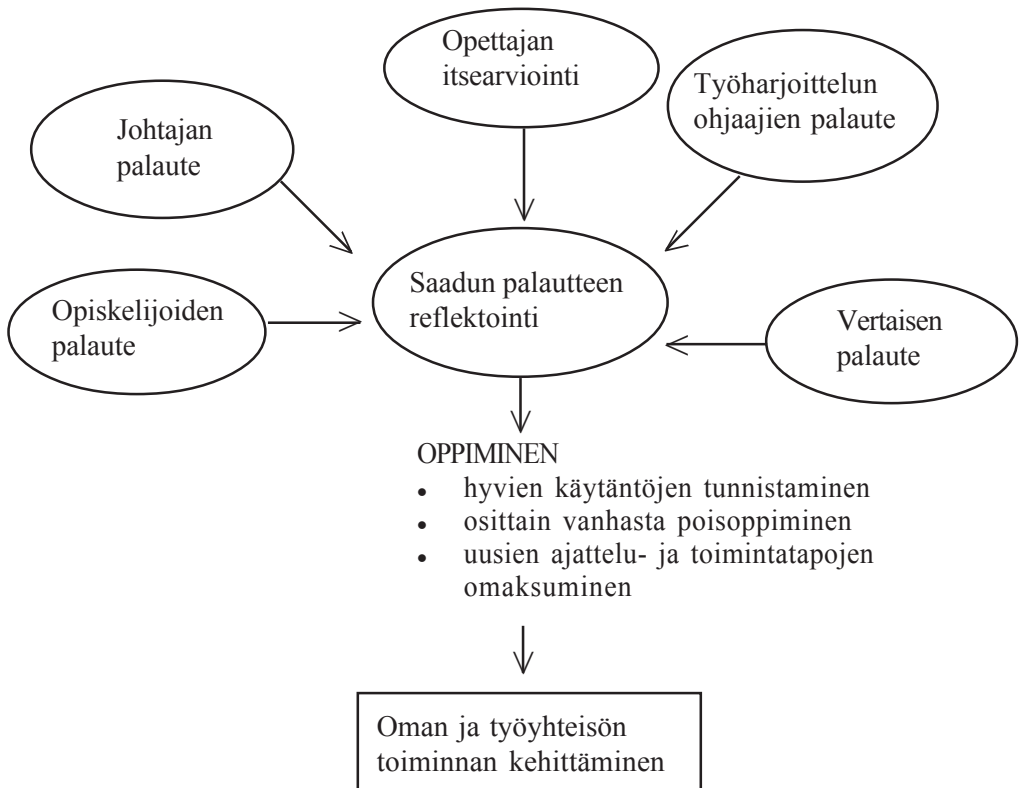 Opettajan
itsearviointi
Työharjoittelun
ohjaajien palaute
Johtajan
palaute
Saadun palautteen
reflektointi
Opiskelijoiden
palaute
Vertaisen
palaute
OPPIMINEN
• hyvien käytäntöjen tunnistaminen
• osittain vanhasta poisoppiminen
• uusien ajattelu- ja toimintatapojen
omaksuminen
Oman ja työyhteisön
toiminnan kehittäminen